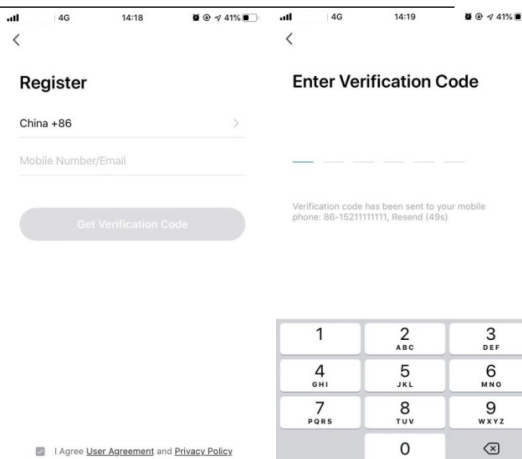 4G 14:18 41%
Register
China +86
Mobile Number/Email
Get Verification Code
I Agree User Agreement and Privacy Policy
4G 14:19 41%
Enter Verification Code
Verification code has been sent to your mobile
phone: 86-15211111111, Resend (49s)
1 2 3
ABC DEF
4 5 6
GHI JKL MNO
7 8 9
PQRS TUV WXYZ
0